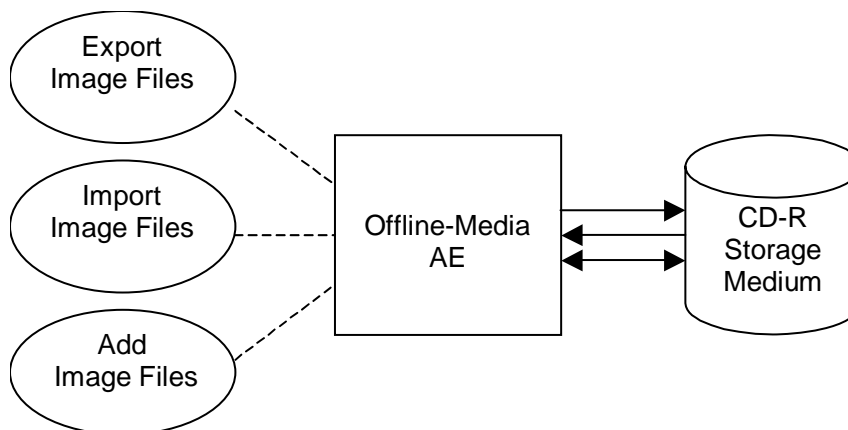 Export
Image Files
Import
Image Files
Add
Image Files
Offline-Media
AE
CD-R
Storage
Medium